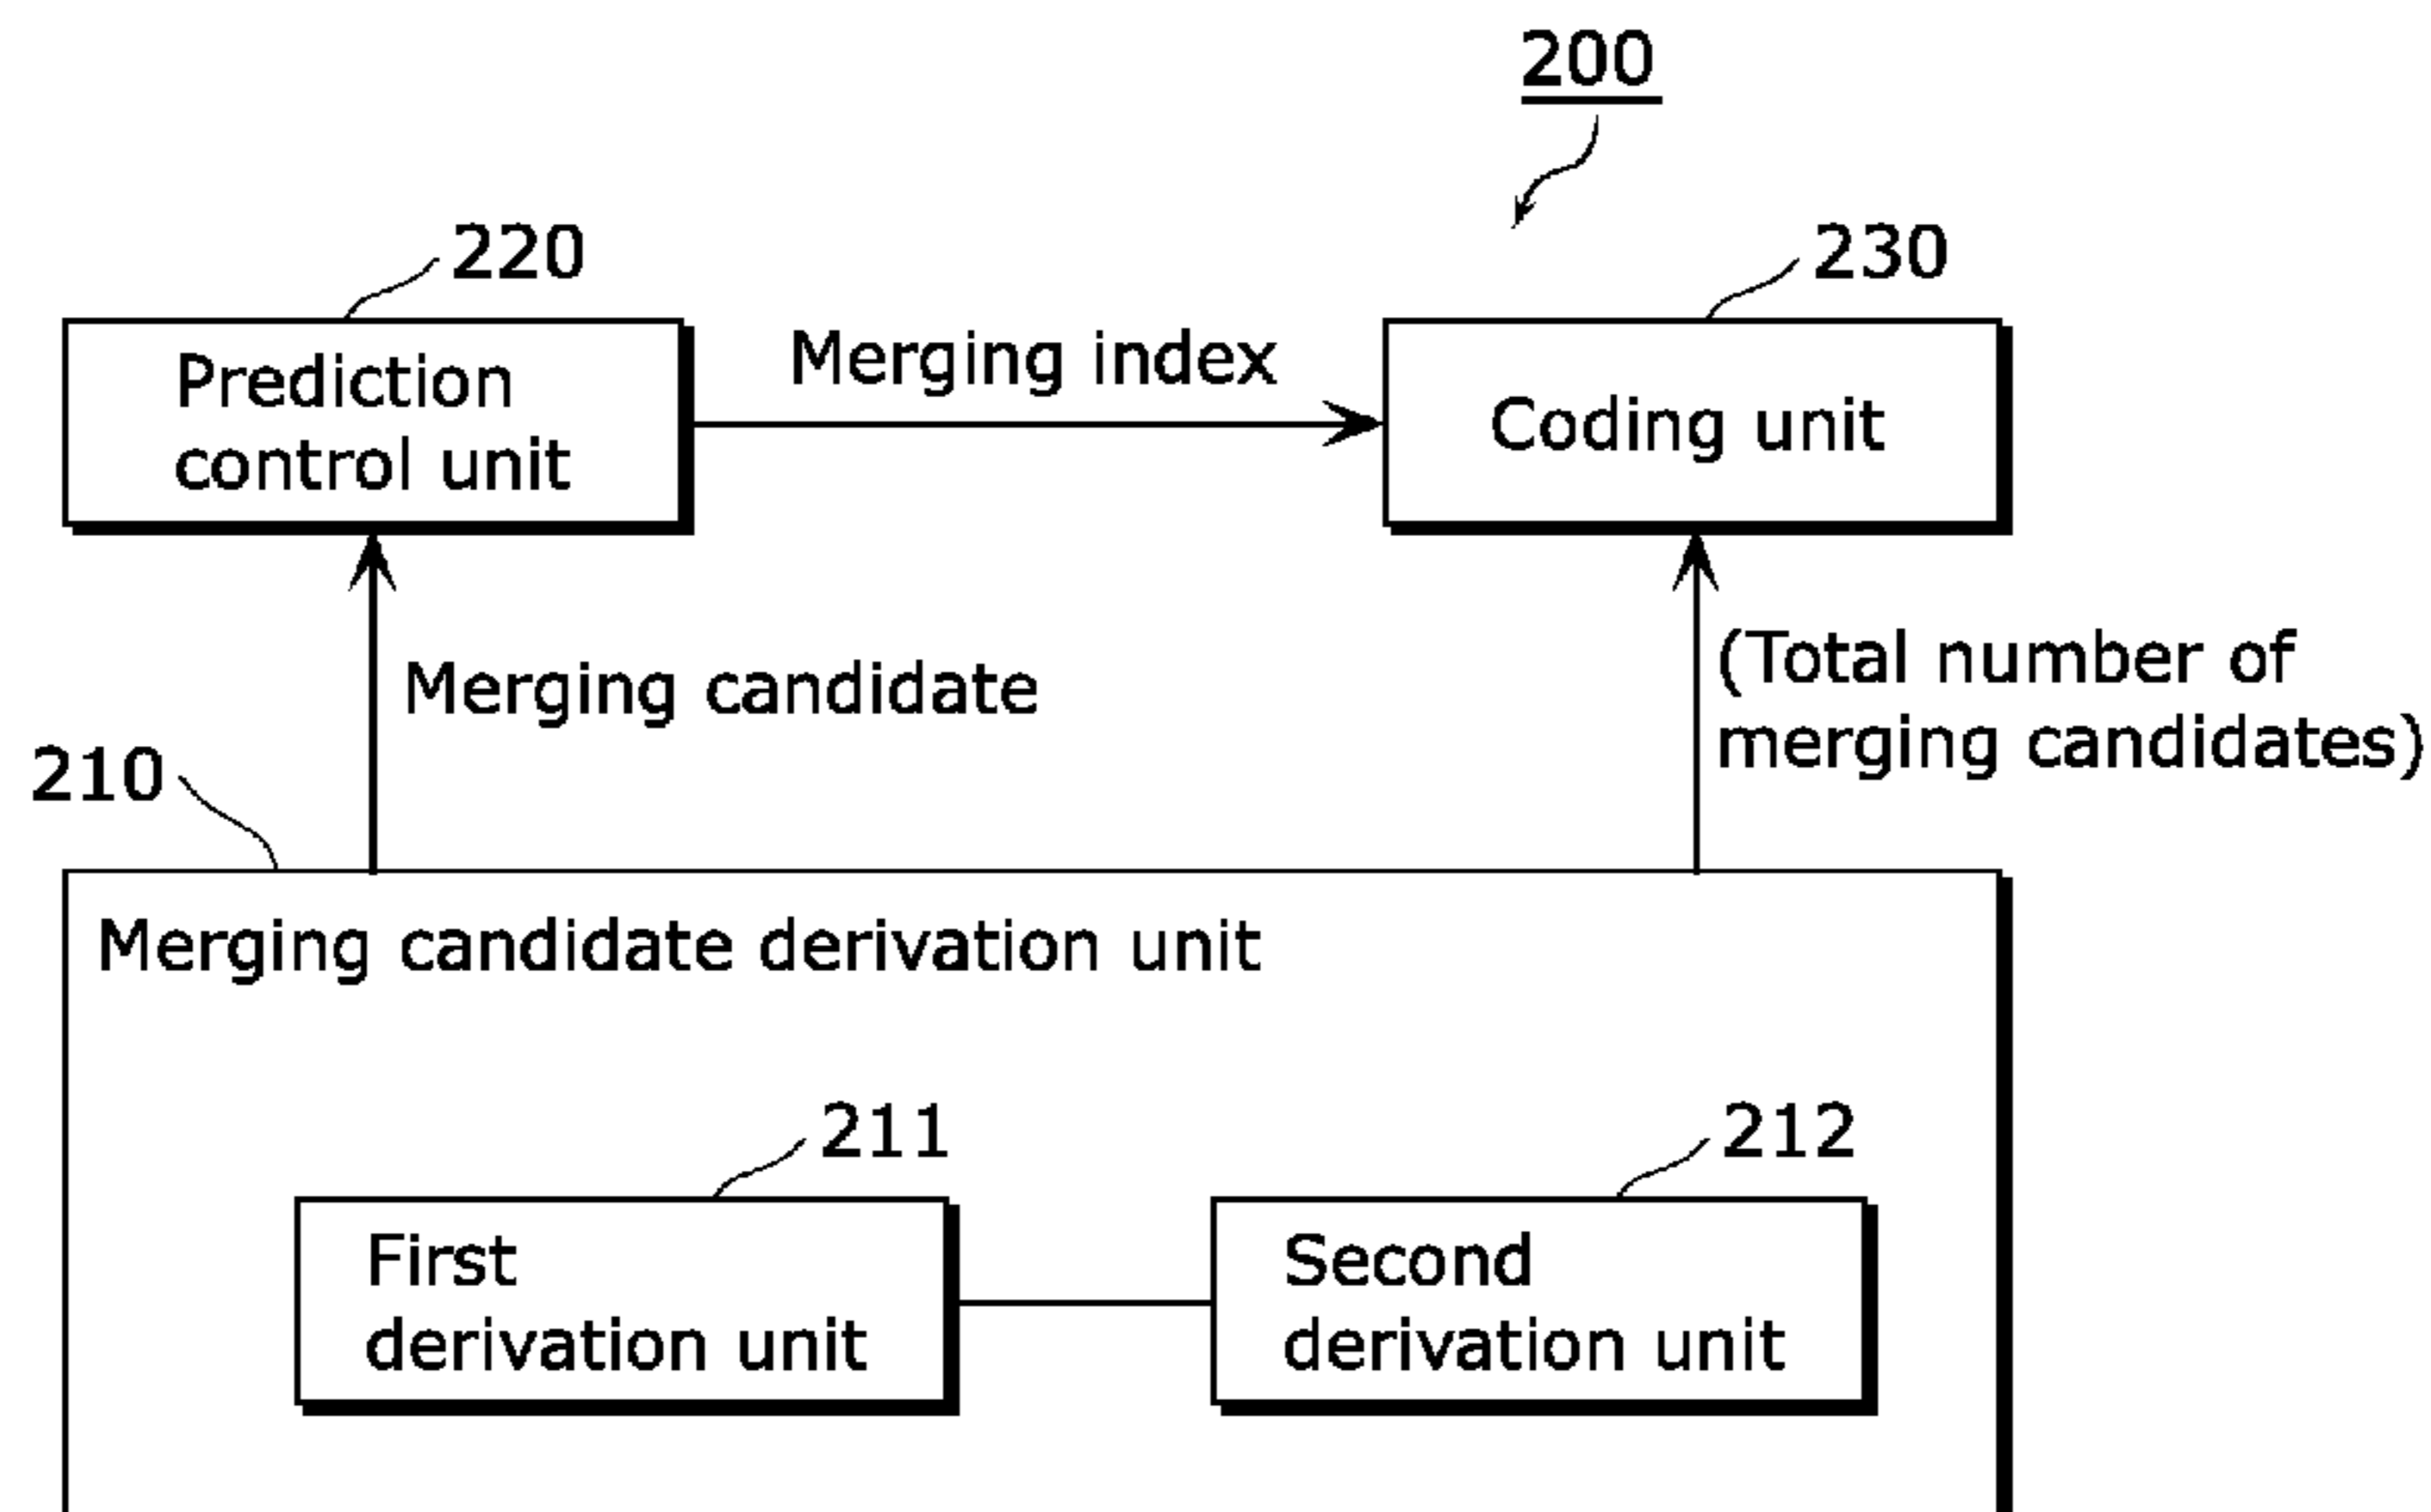 200
220
230
Prediction
control unit
Merging index
Coding unit
Merging candidate
(Total number of
merging candidates)
210
Merging candidate derivation unit
211
212
First
derivation unit
Second
derivation unit